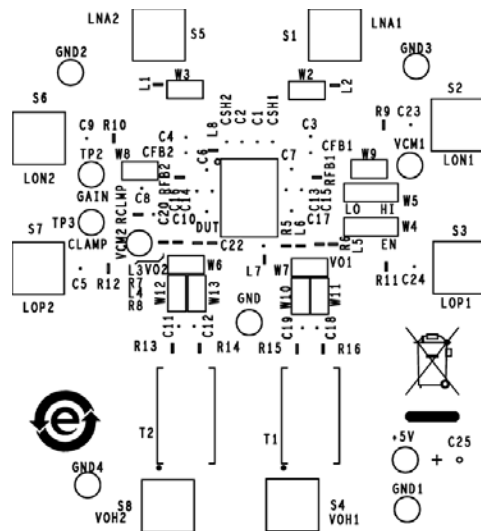 LNA2
LNA1
S5
S1
GND2
GND3
L1
W3
W2
L2
S6
S2
C9
R10
C4
L8
CSH2
C2
C1
CSH1
C3
R9
C23
W8
CFB2
CFB1
VCM1
LON2
TP2
C6
C7
W9
LON1
GAIN
C8
RFB2
RFB1
W5
RCLMP
C16
C14
C13
C15
LO
HI
S7
TP3
C20
C10
DUT
R5
L6
C17
W4
S3
CLAMP
VCM2
C22
R6
L5
EN
L3
VO2
W6
L7
W7
VO1
C5
R12
R11
C24
LOP2
R7
L4
R8
W12
W13
GND
W10
W11
LOP1
C11
C12
C19
C18
R13
R14
R15
R16
e
T2
T1
+5V
+
C25
GND4
S8
VOH2
S4
VOH1
GND1